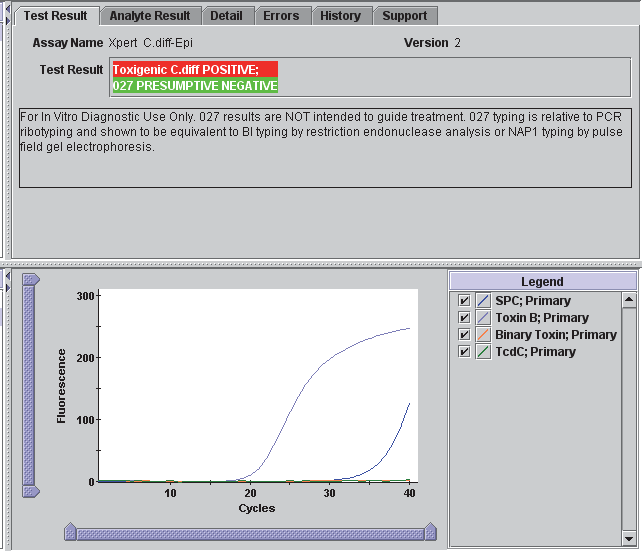 Test Result Analyte Result Detail Errors History Support
Assay Name Xpert C.diff-Epi Version 2
Test Result Toxigenic C.diff POSITIVE;
027 PRESUMPTIVE NEGATIVE
For In Vitro Diagnostic Use Only. 027 results are NOT intended to guide treatment. 027 typing is relative to PCR
ribotyping and shown to be equivalent to BI typing by restriction endonuclease analysis or NAP1 typing by pulse
field gel electrophoresis.
300
200
100
0
Fluorescence
10 20 30 40
Cycles
Legend
SPC; Primary
Toxin B; Primary
Binary Toxin; Primary
TcdC; Primary